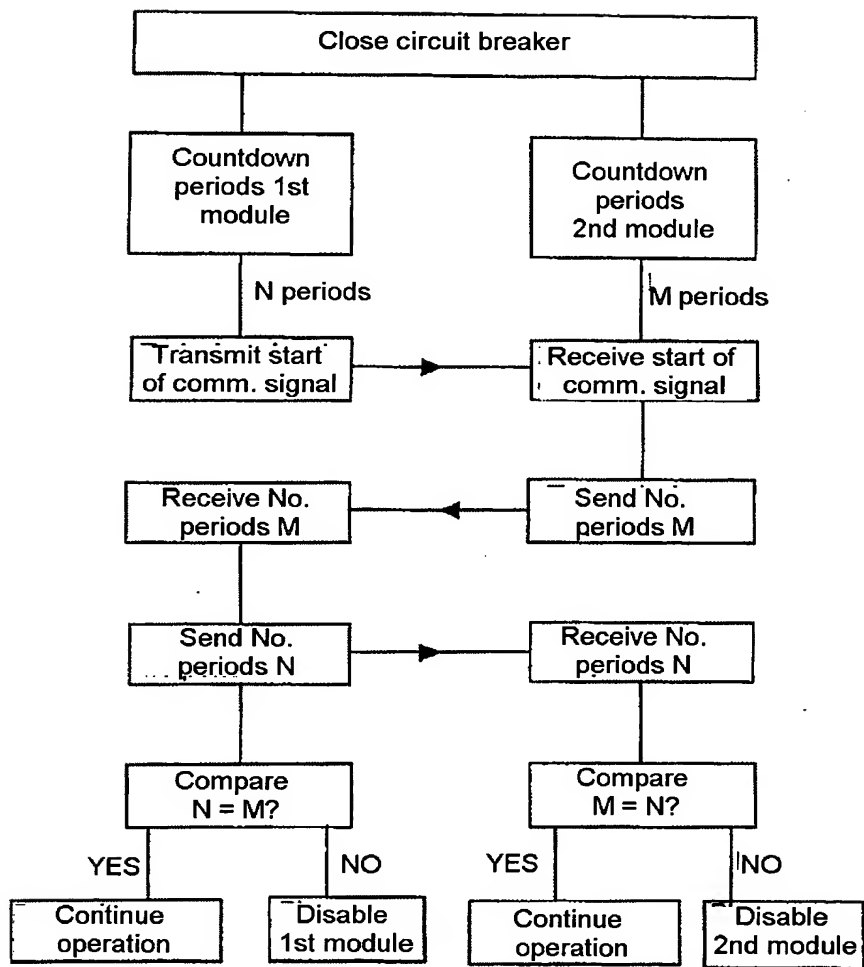 Close circuit breaker
Countdown
periods 1st
module
Countdown
periods
2nd module
N periods
M periods
Transmit start
of comm. signal
Receive start of
comm. signal
Receive No.
periods M
Send No.
periods M
Send No.
periods N
Receive No.
periods N
Compare
N = M?
Compare
M = N?
YES
NO
YES
NO
Continue
operation
Disable
1st module
Continue
operation
Disable
2nd module